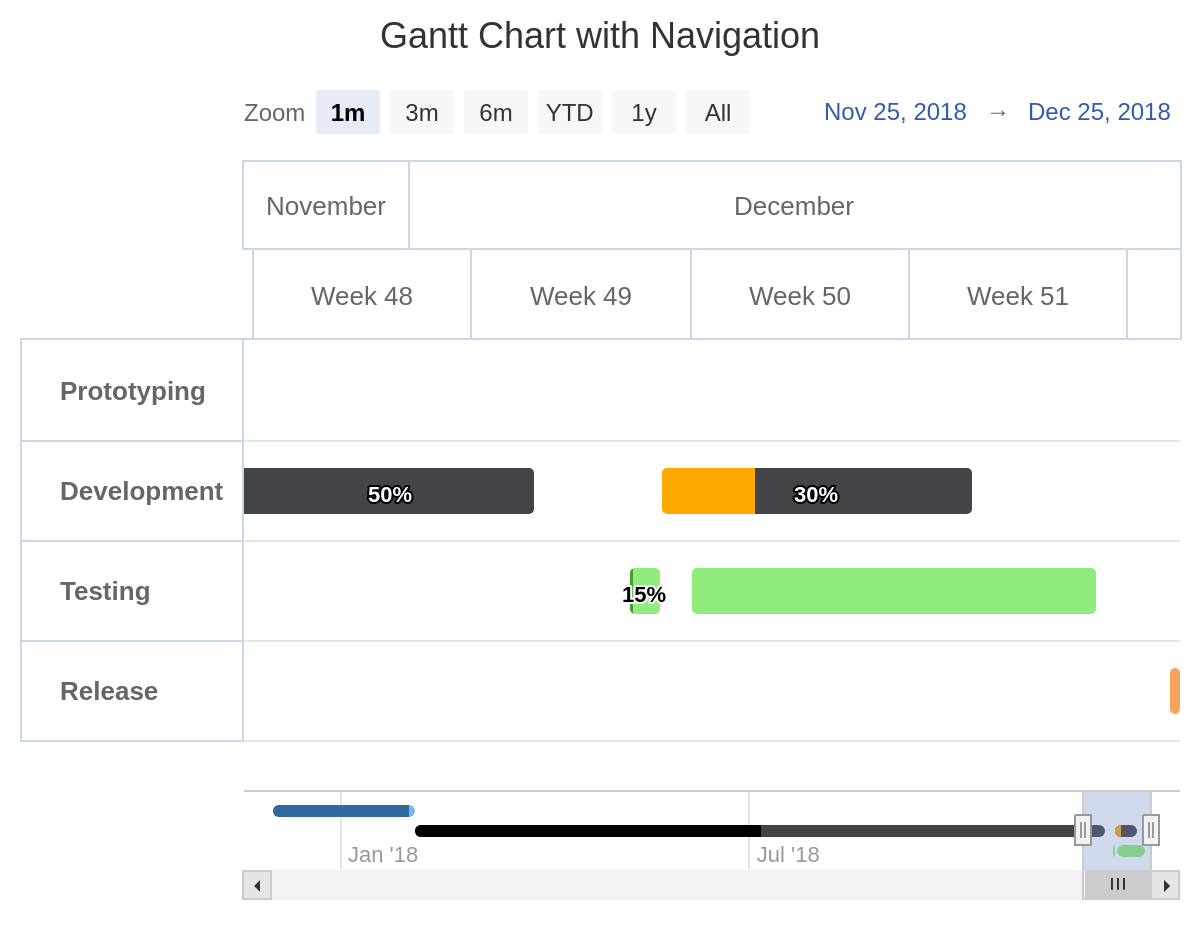 Gantt Chart with Navigation
Zoom 1m 3m 6m YTD 1y All Nov 25, 2018 → Dec 25, 2018
November December
Week 48 Week 49 Week 50 Week 51
Prototyping
Development 50% 30%
Testing 15%
Release
Jan '18 Jul '18